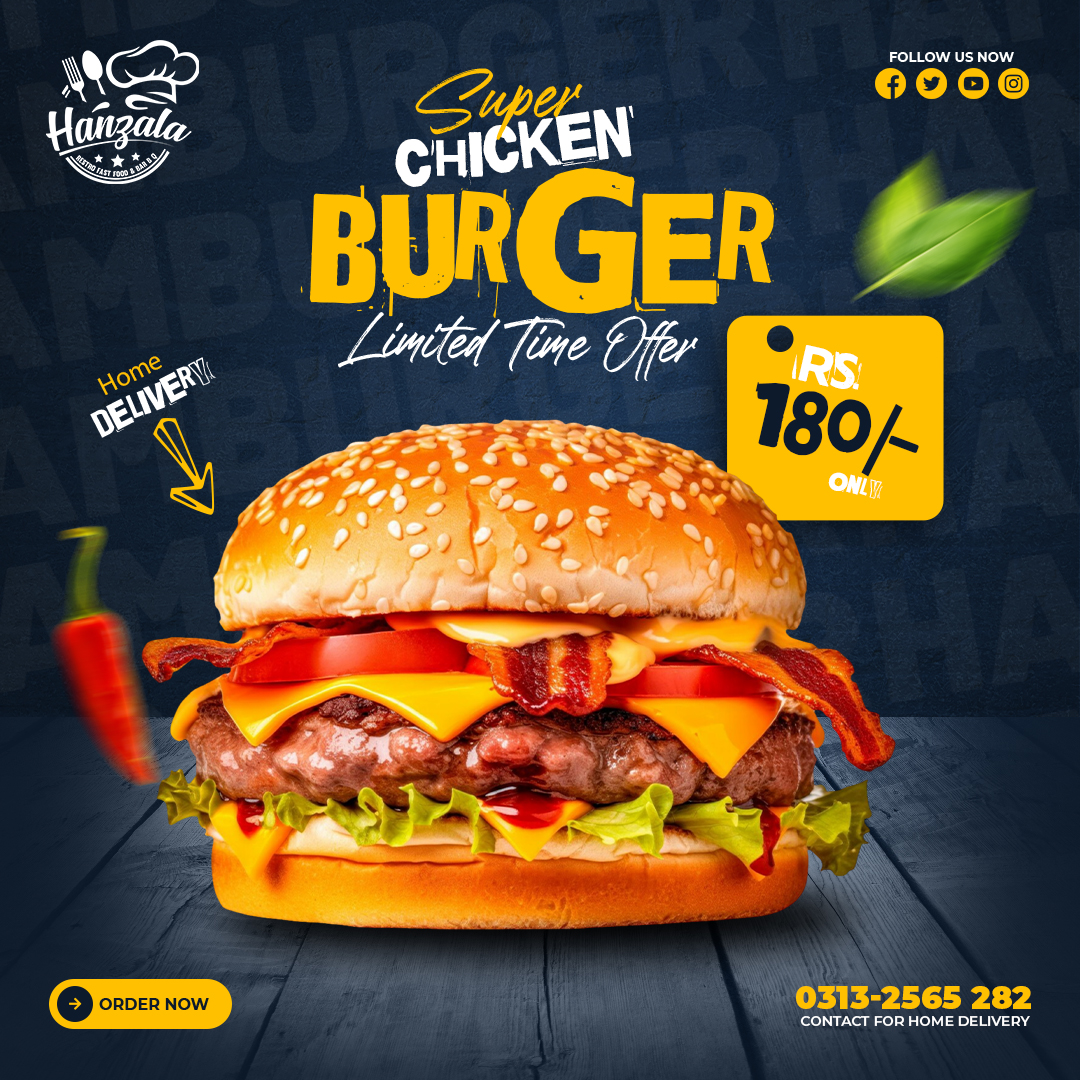 Hanzala
RESTRO FAST FOOD & BAR B Q
FOLLOW US NOW
Super
CHICKEN
BURGER
Limited Time Offer
Home
DELIVERY
RS.
180/-
ONLY
ORDER NOW
0313-2565 282
CONTACT FOR HOME DELIVERY